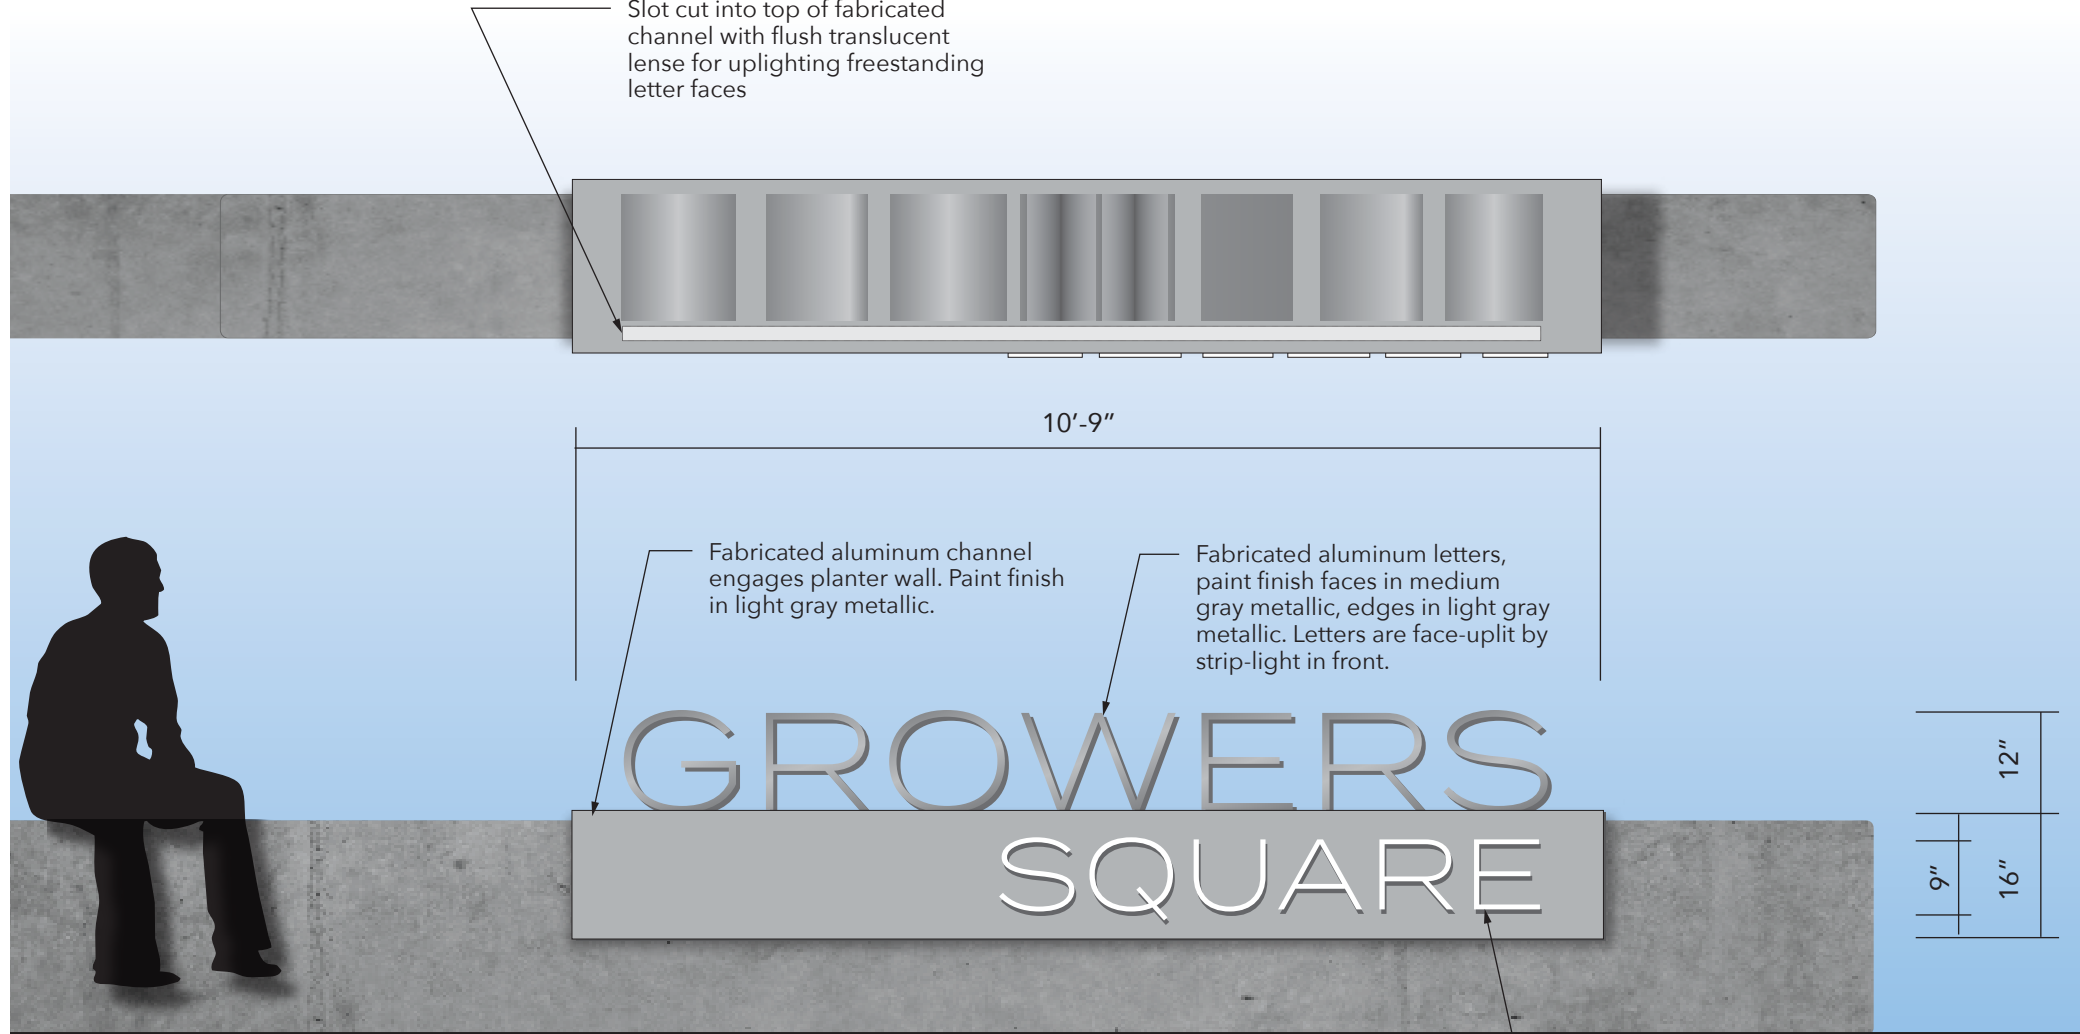 Slot cut into top of fabricated
channel with flush translucent
lense for uplighting freestanding
letter faces
10’-9”
Fabricated aluminum channel
engages planter wall. Paint finish
in light gray metallic.
Fabricated aluminum letters,
paint finish faces in medium
gray metallic, edges in light gray
metallic. Letters are face-uplit by
strip-light in front.
GROWERS
SQUARE
12”
9”
16”